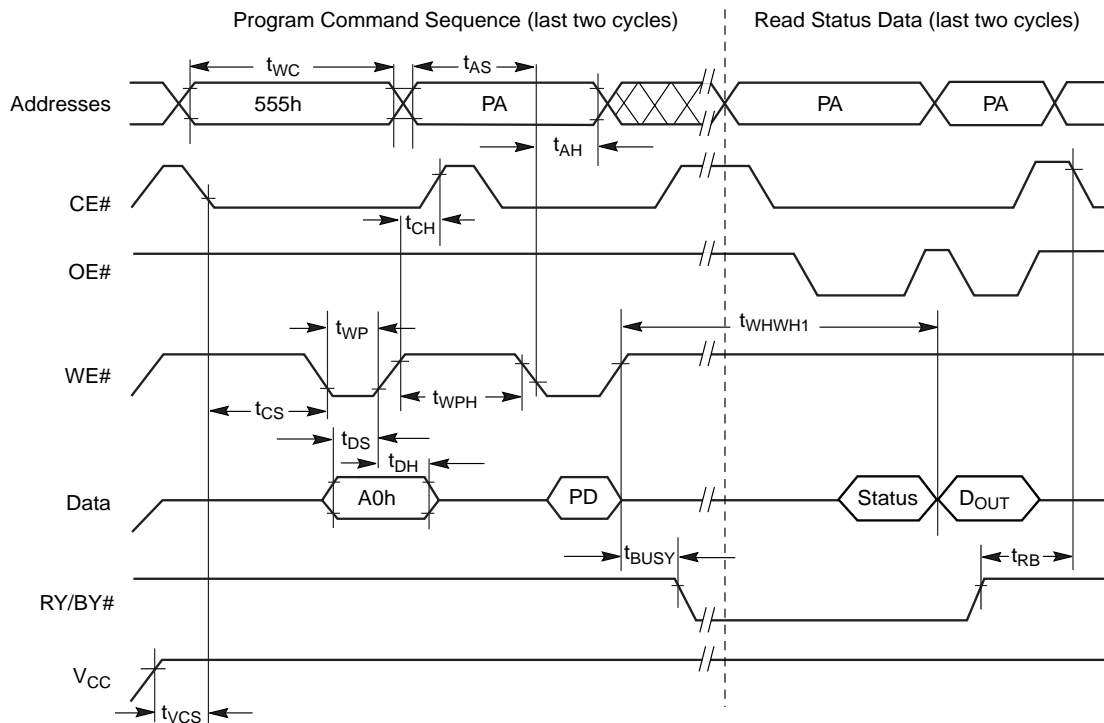 Program Command Sequence (last two cycles)
Read Status Data (last two cycles)
tWC
tAS
Addresses
555h
PA
PA
PA
tAH
CE#
tCH
OE#
tWP
tWHWH1
WE#
tCS
tWPH
tDS
tDH
Data
A0h
PD
Status
DOUT
tBUSY
tRB
RY/BY#
VCC
tVCS